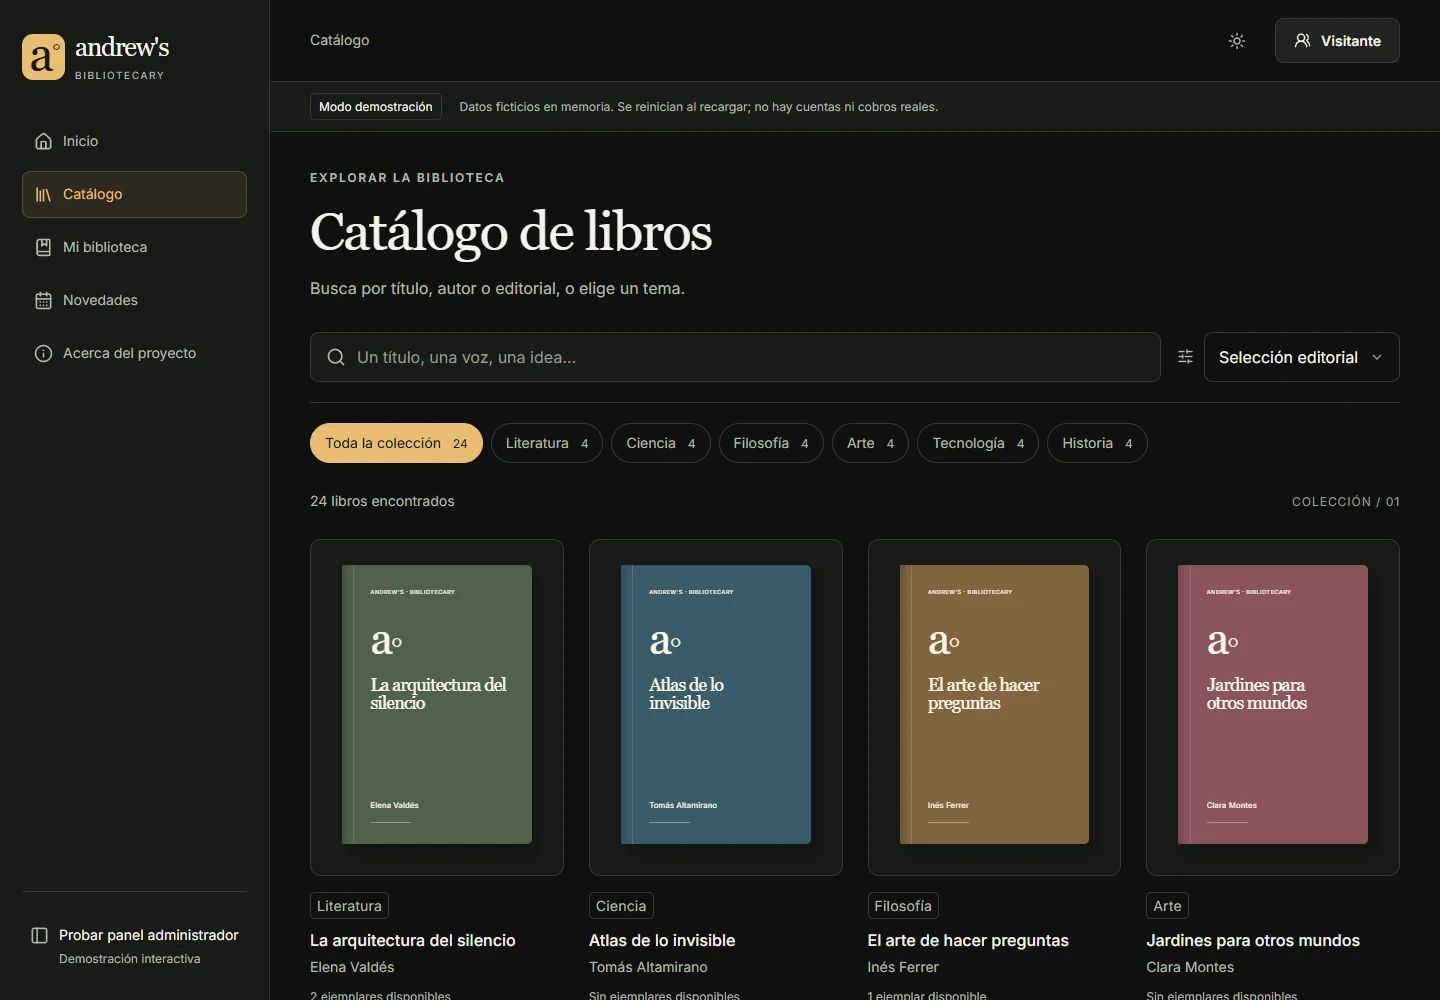 a°
andrew's
BIBLIOTECARY
Inicio
Catálogo
Mi biblioteca
Novedades
Acerca del proyecto
Probar panel administrador
Demostración interactiva
Catálogo
Visitante
Modo demostración
Datos ficticios en memoria. Se reinician al recargar; no hay cuentas ni cobros reales.
EXPLORAR LA BIBLIOTECA
Catálogo de libros
Busca por título, autor o editorial, o elige un tema.
Un título, una voz, una idea...
Selección editorial
Toda la colección 24
Literatura 4
Ciencia 4
Filosofía 4
Arte 4
Tecnología 4
Historia 4
24 libros encontrados
COLECCIÓN / 01
ANDREW'S · BIBLIOTECARY
a°
La arquitectura del
silencio
Elena Valdés
Literatura
La arquitectura del silencio
Elena Valdés
2 ejemplares disponibles
ANDREW'S · BIBLIOTECARY
a°
Atlas de lo
invisible
Tomás Altamirano
Ciencia
Atlas de lo invisible
Tomás Altamirano
Sin ejemplares disponibles
ANDREW'S · BIBLIOTECARY
a°
El arte de hacer
preguntas
Inés Ferrer
Filosofía
El arte de hacer preguntas
Inés Ferrer
1 ejemplar disponible
ANDREW'S · BIBLIOTECARY
a°
Jardines para
otros mundos
Clara Montes
Arte
Jardines para otros mundos
Clara Montes
Sin ejemplares disponibles